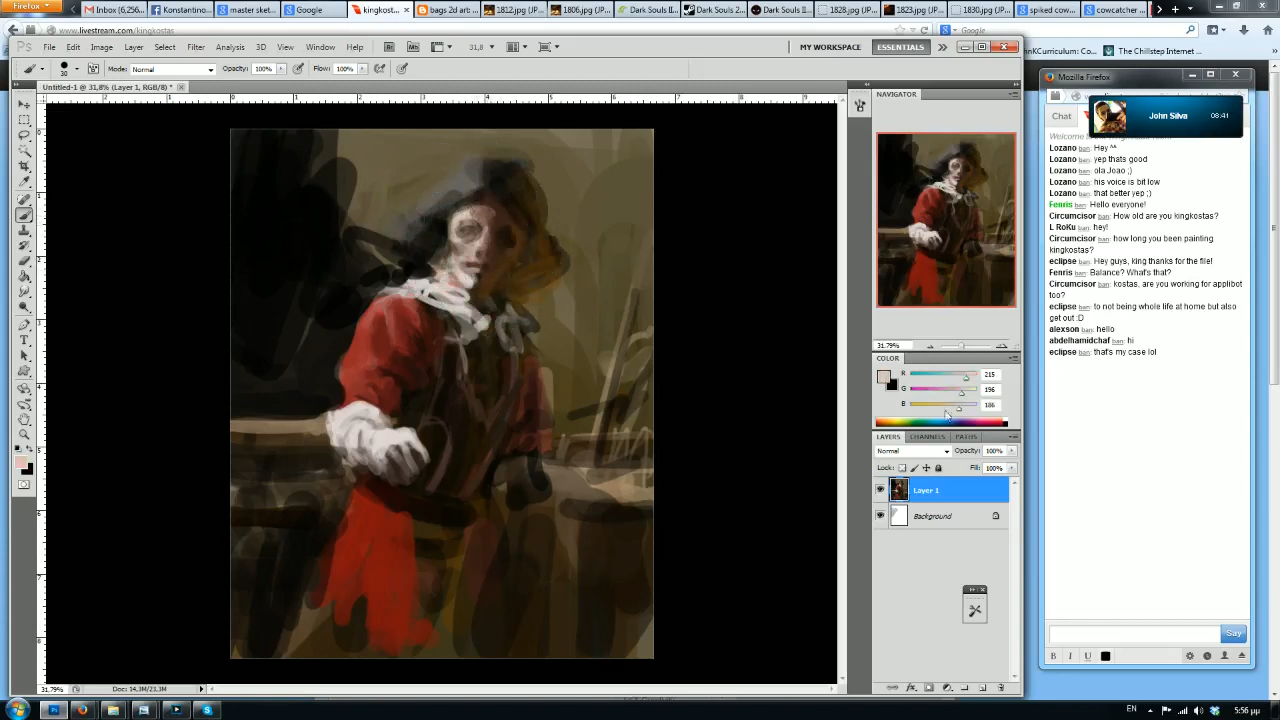 Firefox
Inbox (6,256...
Konstantino...
master sket...
Google
kingkost...
bags 2d art: ...
1812.jpg (JP...
1806.jpg (JP...
Dark Souls II...
Dark Souls 2...
Dark Souls I...
1828.jpg (JP...
1823.jpg (JP...
1830.jpg (JP...
spiked cow...
cowcatcher ...
www.livestream.com/kingkostas
Google
The Chillstep Internet ...
Ps
31,8
MY WORKSPACE
ESSENTIALS
File Edit Image Layer Select Filter Analysis 3D View Window Help
30
Mode: Normal
Opacity: 100%
Flow: 100%
Untitled-1 @ 31,8% (Layer 1, RGB/8) *
NAVIGATOR
31.79%
COLOR
R 215
G 196
B 186
LAYERS CHANNELS PATHS
Normal
Opacity: 100%
Lock:
Fill: 100%
Layer 1
Background
31,79%
Doc: 14,3M/23,3M
Mozilla Firefox
John Silva 08:41
Chat
Lozano ban: Hey ^^
Lozano ban: yep thats good
Lozano ban: ola Joao ;)
Lozano ban: his voice is bit low
Lozano ban: that better yep ;)
Fenris ban: Hello everyone!
Circumcisor ban: How old are you kingkostas?
L RoKu ban: hey!
Circumcisor ban: how long you been painting
kingkostas?
eclipse ban: Hey guys, king thanks for the file!
Fenris ban: Balance? What's that?
Circumcisor ban: kostas, are you working for applibot
too?
eclipse ban: to not being whole life at home but also
get out :D
alexson ban: hello
abdelhamidchaf ban: hi
eclipse ban: that's my case lol
Say
B I U
EN
5:56 μμ